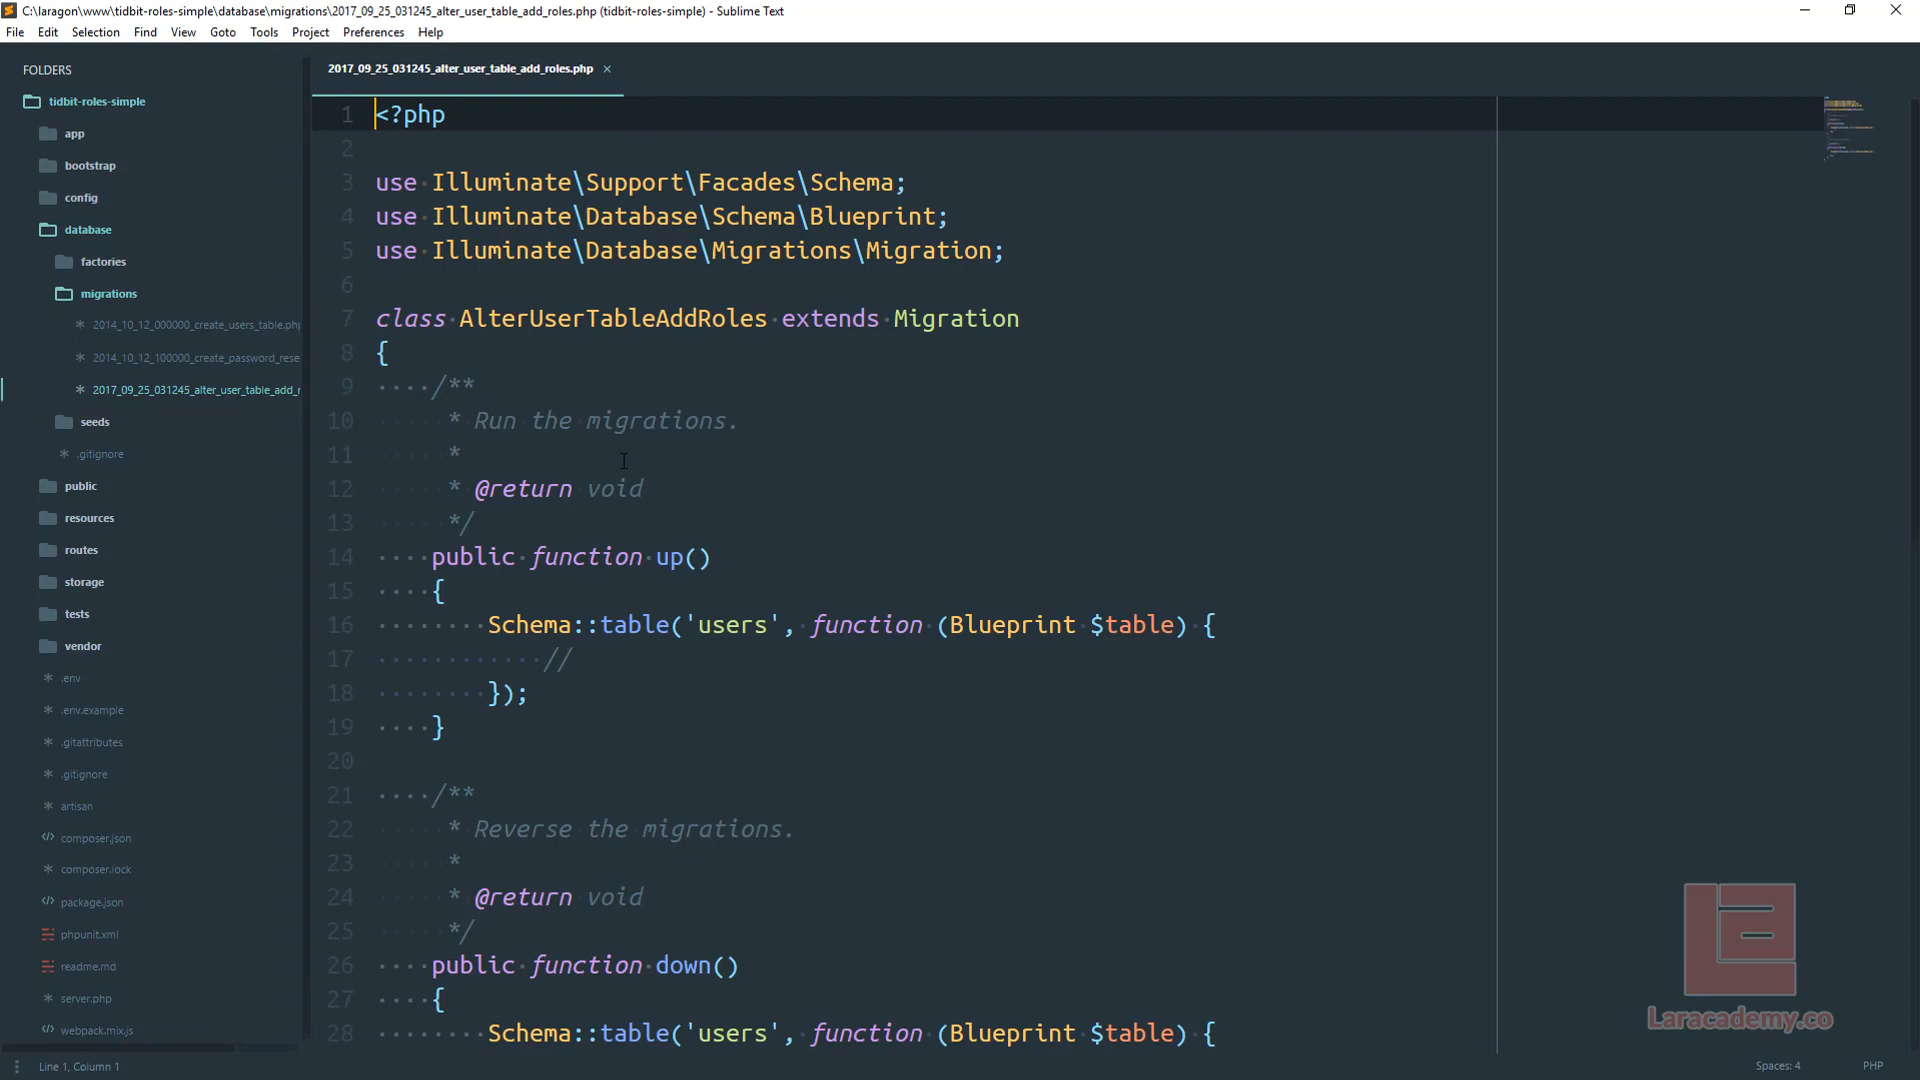 C:\laragon\www\tidbit-roles-simple\database\migrations\2017_09_25_031245_alter_user_table_add_roles.php (tidbit-roles-simple) - Sublime Text
File Edit Selection Find View Goto Tools Project Preferences Help
FOLDERS
tidbit-roles-simple
app
bootstrap
config
database
factories
migrations
2014_10_12_000000_create_users_table.php
2014_10_12_100000_create_password_rese
2017_09_25_031245_alter_user_table_add_r
seeds
.gitignore
public
resources
routes
storage
tests
vendor
.env
.env.example
.gitattributes
.gitignore
artisan
composer.json
composer.lock
package.json
phpunit.xml
readme.md
server.php
webpack.mix.js
2017_09_25_031245_alter_user_table_add_roles.php ×
1 <?php
2
3 use Illuminate\Support\Facades\Schema;
4 use Illuminate\Database\Schema\Blueprint;
5 use Illuminate\Database\Migrations\Migration;
6
7 class AlterUserTableAddRoles extends Migration
8 {
9 /**
10 * Run the migrations.
11 *
12 * @return void
13 */
14 public function up()
15 {
16 Schema::table('users', function (Blueprint $table) {
17 //
18 });
19 }
20
21 /**
22 * Reverse the migrations.
23 *
24 * @return void
25 */
26 public function down()
27 {
28 Schema::table('users', function (Blueprint $table) {
Laracademy.co
Line 1, Column 1
Spaces: 4
PHP